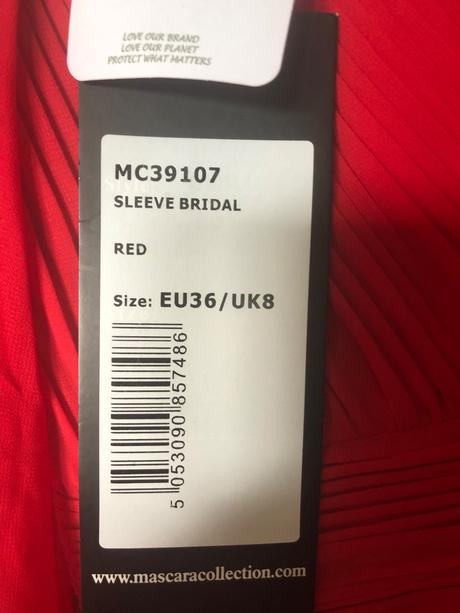 LOVE OUR BRAND
LOVE OUR PLANET
PROTECT WHAT MATTERS
MC39107
Style
SLEEVE BRIDAL
RED
Size: EU36/UK8
5 053090 857486
www.mascaracollection.com